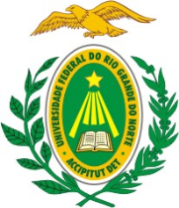 UNIVERSIDADE FEDERAL DO RIO GRANDE DO NORTE
ACCIPITUT DET